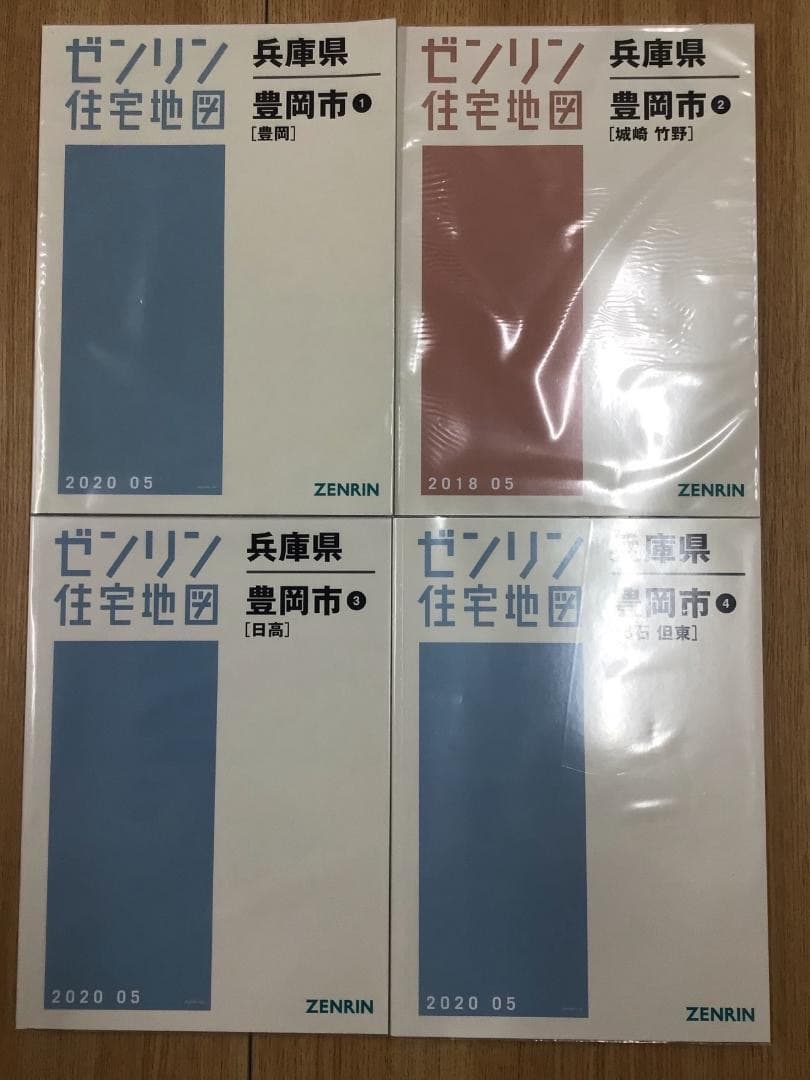 ゼンリン
住宅地図
兵庫県
豊岡市 1
[豊岡]
2020 05
ZENRIN
ゼンリン
住宅地図
兵庫県
豊岡市 2
[城崎 竹野]
2018 05
ZENRIN
ゼンリン
住宅地図
兵庫県
豊岡市 3
[日高]
2020 05
ZENRIN
ゼンリン
住宅地図
兵庫県
豊岡市 4
石 但東]
2020 05
ZENRIN